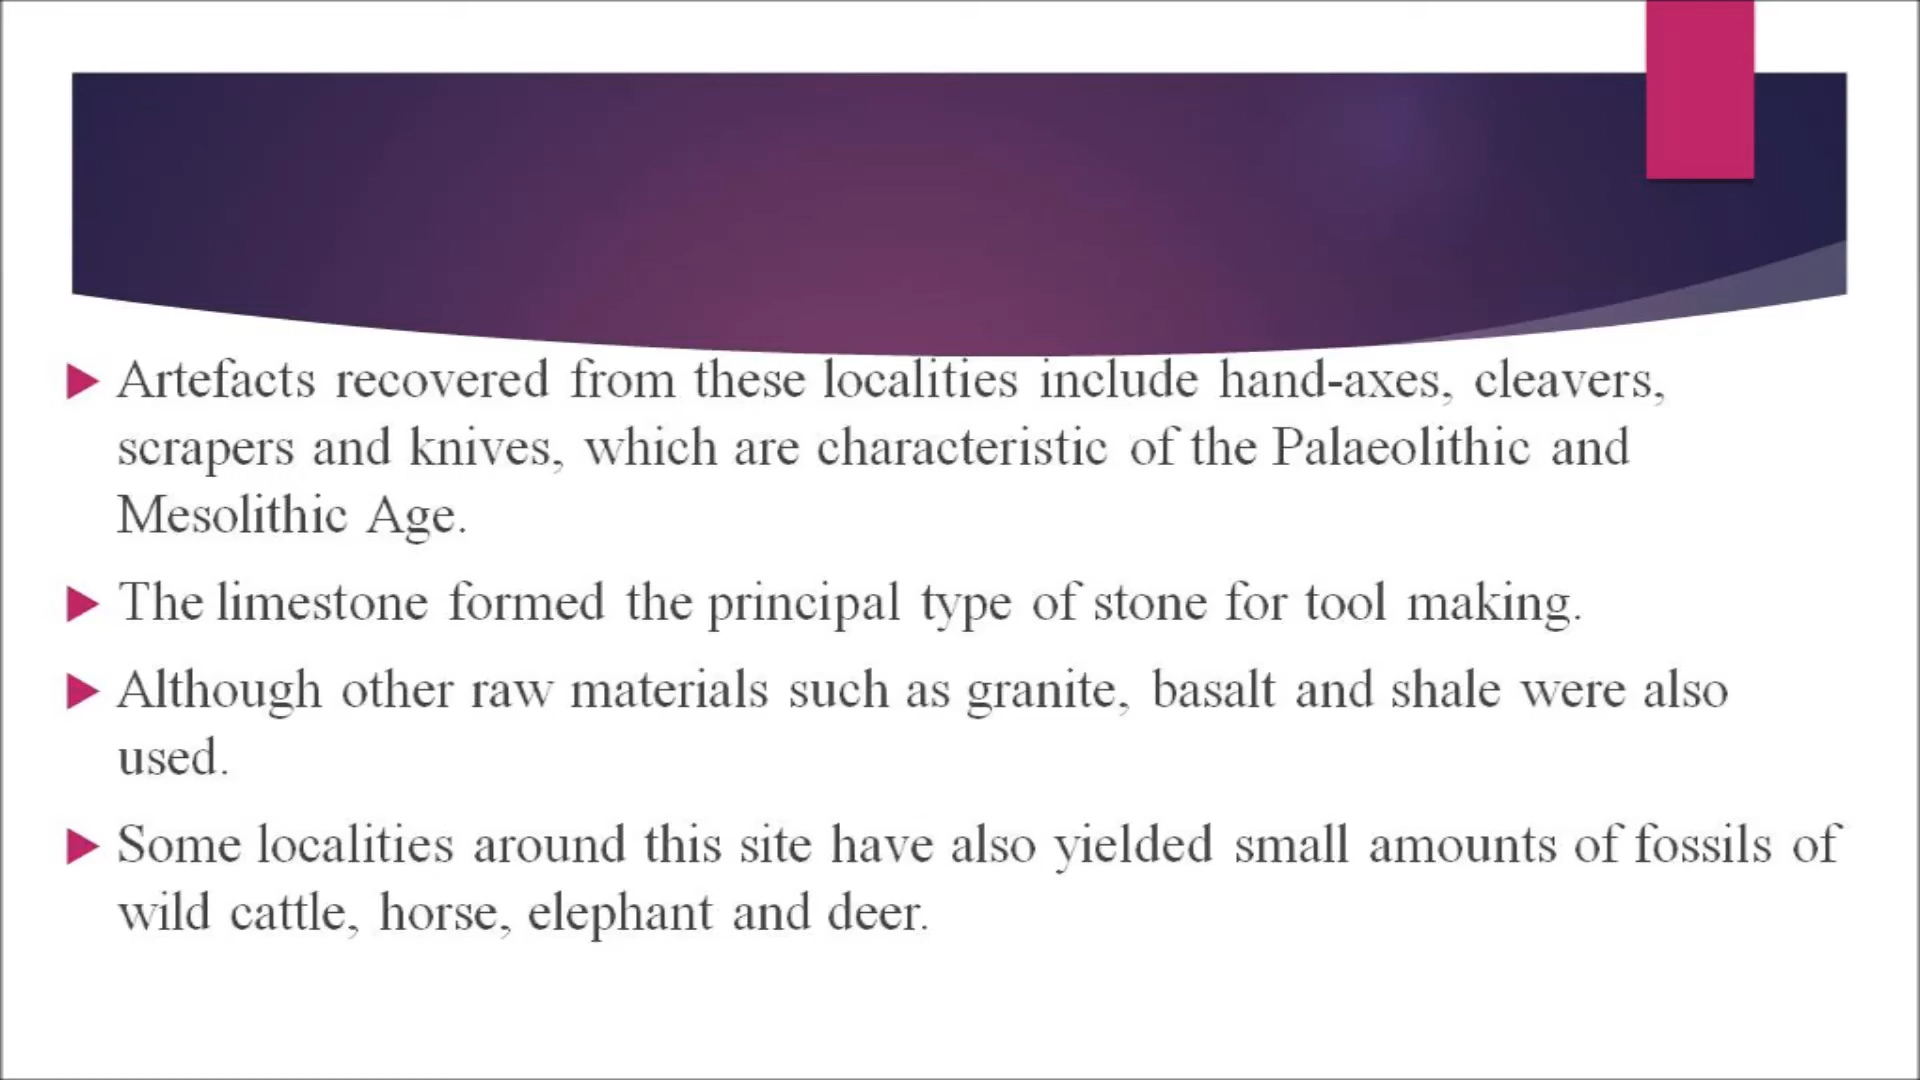 Artefacts recovered from these localities include hand-axes, cleavers,
scrapers and knives, which are characteristic of the Palaeolithic and
Mesolithic Age.
The limestone formed the principal type of stone for tool making.
Although other raw materials such as granite, basalt and shale were also
used.
Some localities around this site have also yielded small amounts of fossils of
wild cattle, horse, elephant and deer.